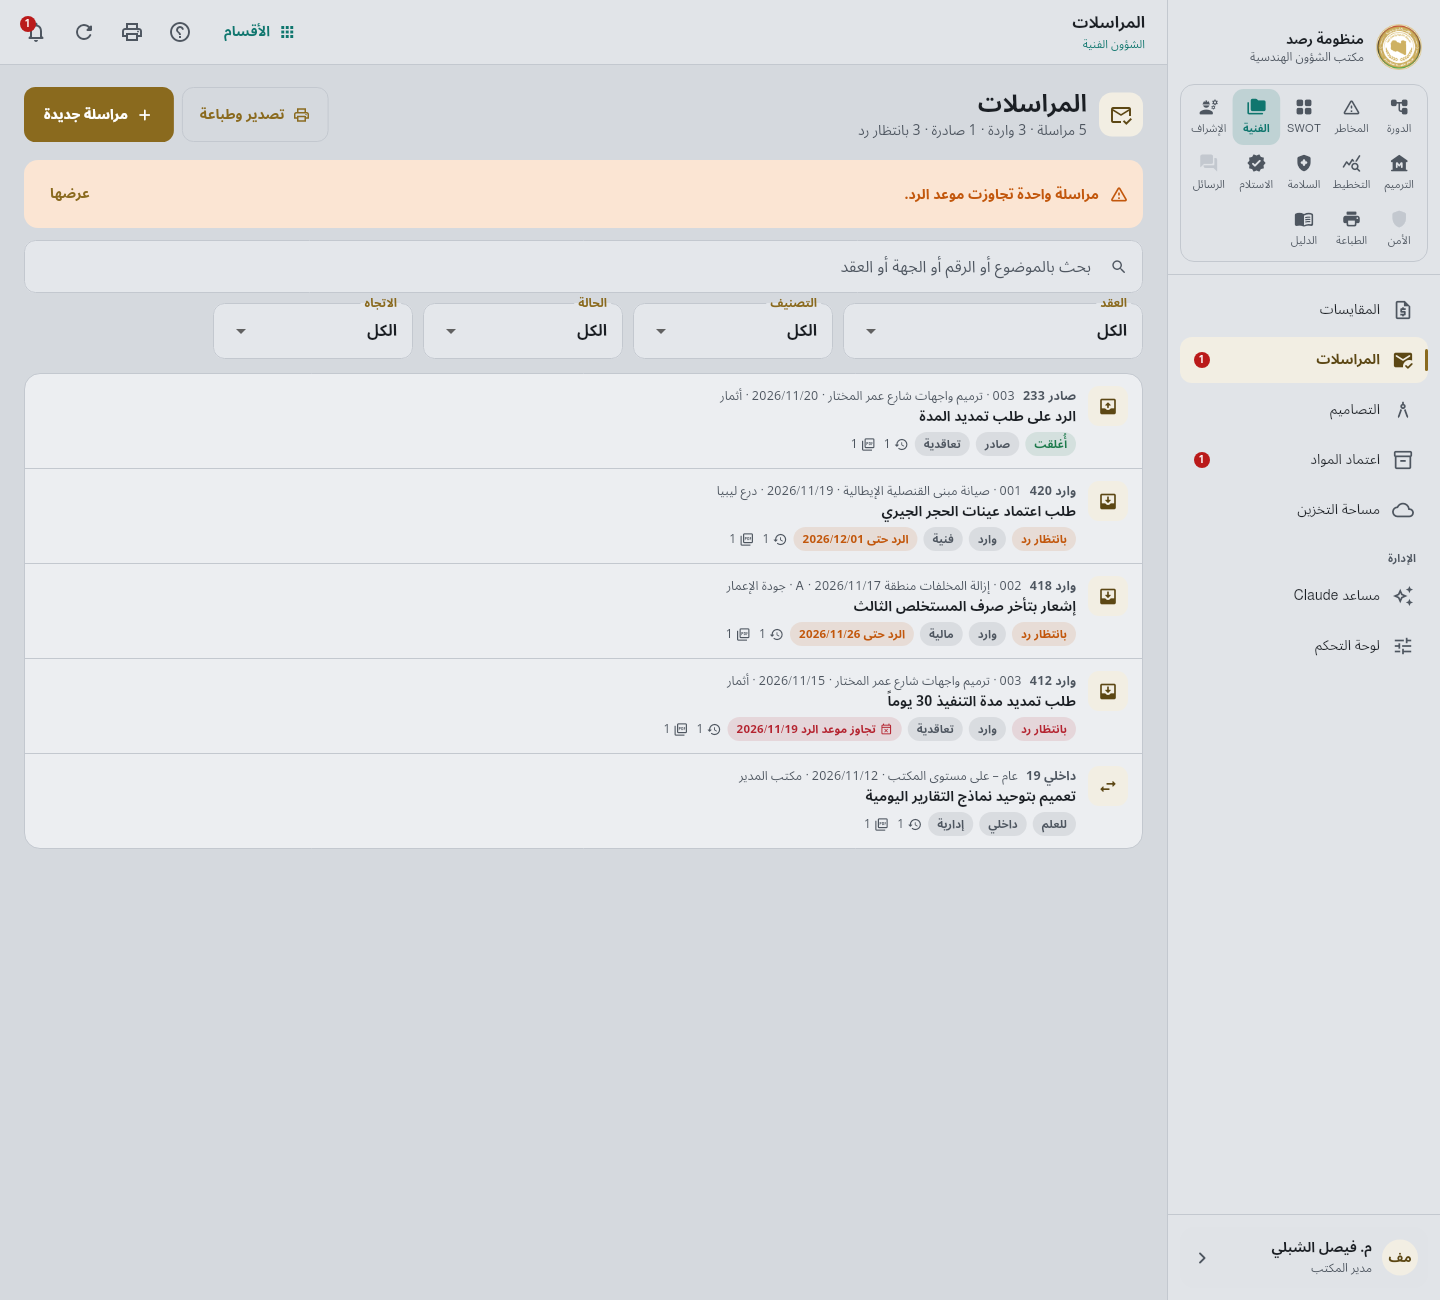 منظومة رصد
مكتب الشؤون الهندسية
الدورة
المخاطر
SWOT
الفنية
الإشراف
الترميم
التخطيط
السلامة
الاستلام
الرسائل
الأمن
الطباعة
الدليل
المقايسات
المراسلات
1
التصاميم
اعتماد المواد
1
مساحة التخزين
الإدارة
مساعد Claude
لوحة التحكم
مف
م. فيصل الشبلي
مدير المكتب
المراسلات
الشؤون الفنية
الأقسام
1
المراسلات
5 مراسلة · 3 واردة · 1 صادرة · 3 بانتظار رد
تصدير وطباعة
مراسلة جديدة
مراسلة واحدة تجاوزت موعد الرد.
عرضها
بحث بالموضوع أو الرقم أو الجهة أو العقد
العقد
الكل
التصنيف
الكل
الحالة
الكل
الاتجاه
الكل
صادر 233 003 · ترميم واجهات شارع عمر المختار · 2026/11/20 · أثمار
الرد على طلب تمديد المدة
أُغلقت صادر تعاقدية 1 1
وارد 420 001 · صيانة مبنى القنصلية الإيطالية · 2026/11/19 · درع ليبيا
طلب اعتماد عينات الحجر الجيري
بانتظار رد وارد فنية الرد حتى 2026/12/01 1 1
وارد 418 002 · إزالة المخلفات منطقة A · 2026/11/17 · جودة الإعمار
إشعار بتأخر صرف المستخلص الثالث
بانتظار رد وارد مالية الرد حتى 2026/11/26 1 1
وارد 412 003 · ترميم واجهات شارع عمر المختار · 2026/11/15 · أثمار
طلب تمديد مدة التنفيذ 30 يوماً
بانتظار رد وارد تعاقدية تجاوز موعد الرد 2026/11/19 1 1
داخلي 19 عام – على مستوى المكتب · 2026/11/12 · مكتب المدير
تعميم بتوحيد نماذج التقارير اليومية
للعلم داخلي إدارية 1 1